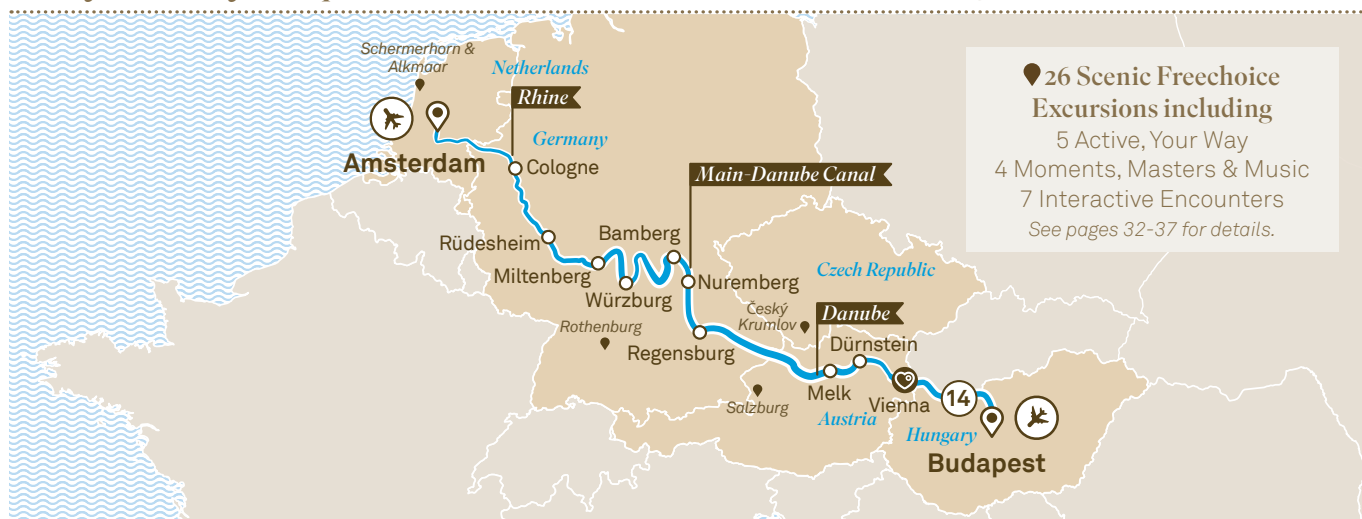 Schermerhorn &
Alkmaar
Netherlands
Rhine
Germany
Amsterdam
Cologne
Main-Danube Canal
Rüdesheim
Bamberg
Miltenberg
Würzburg
Nuremberg
Czech Republic
Rothenburg
Český
Krumlov
Danube
Regensburg
Dürnstein
Melk
Vienna
14
Salzburg
Austria
Hungary
Budapest
26 Scenic Freechoice
Excursions including
5 Active, Your Way
4 Moments, Masters & Music
7 Interactive Encounters
See pages 32-37 for details.